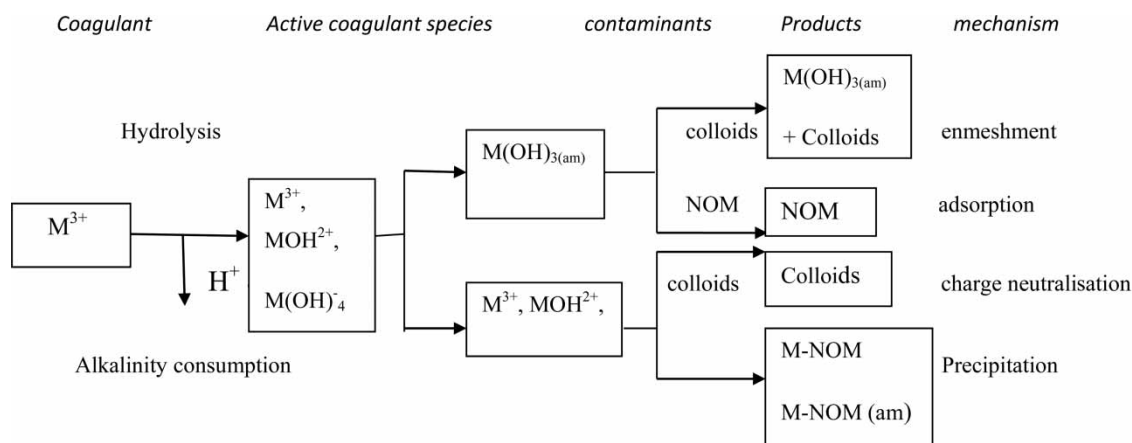 Coagulant Active coagulant species contaminants Products mechanism
M(OH)₃₍ₐₘ₎
+ Colloids
colloids
enmeshment
Hydrolysis
M(OH)₃₍ₐₘ₎
M³⁺
M³⁺,
MOH²⁺,
M(OH)⁻₄
H⁺
NOM
NOM
adsorption
colloids
Colloids
charge neutralisation
M³⁺, MOH²⁺,
Alkalinity consumption
M-NOM
M-NOM (am)
Precipitation